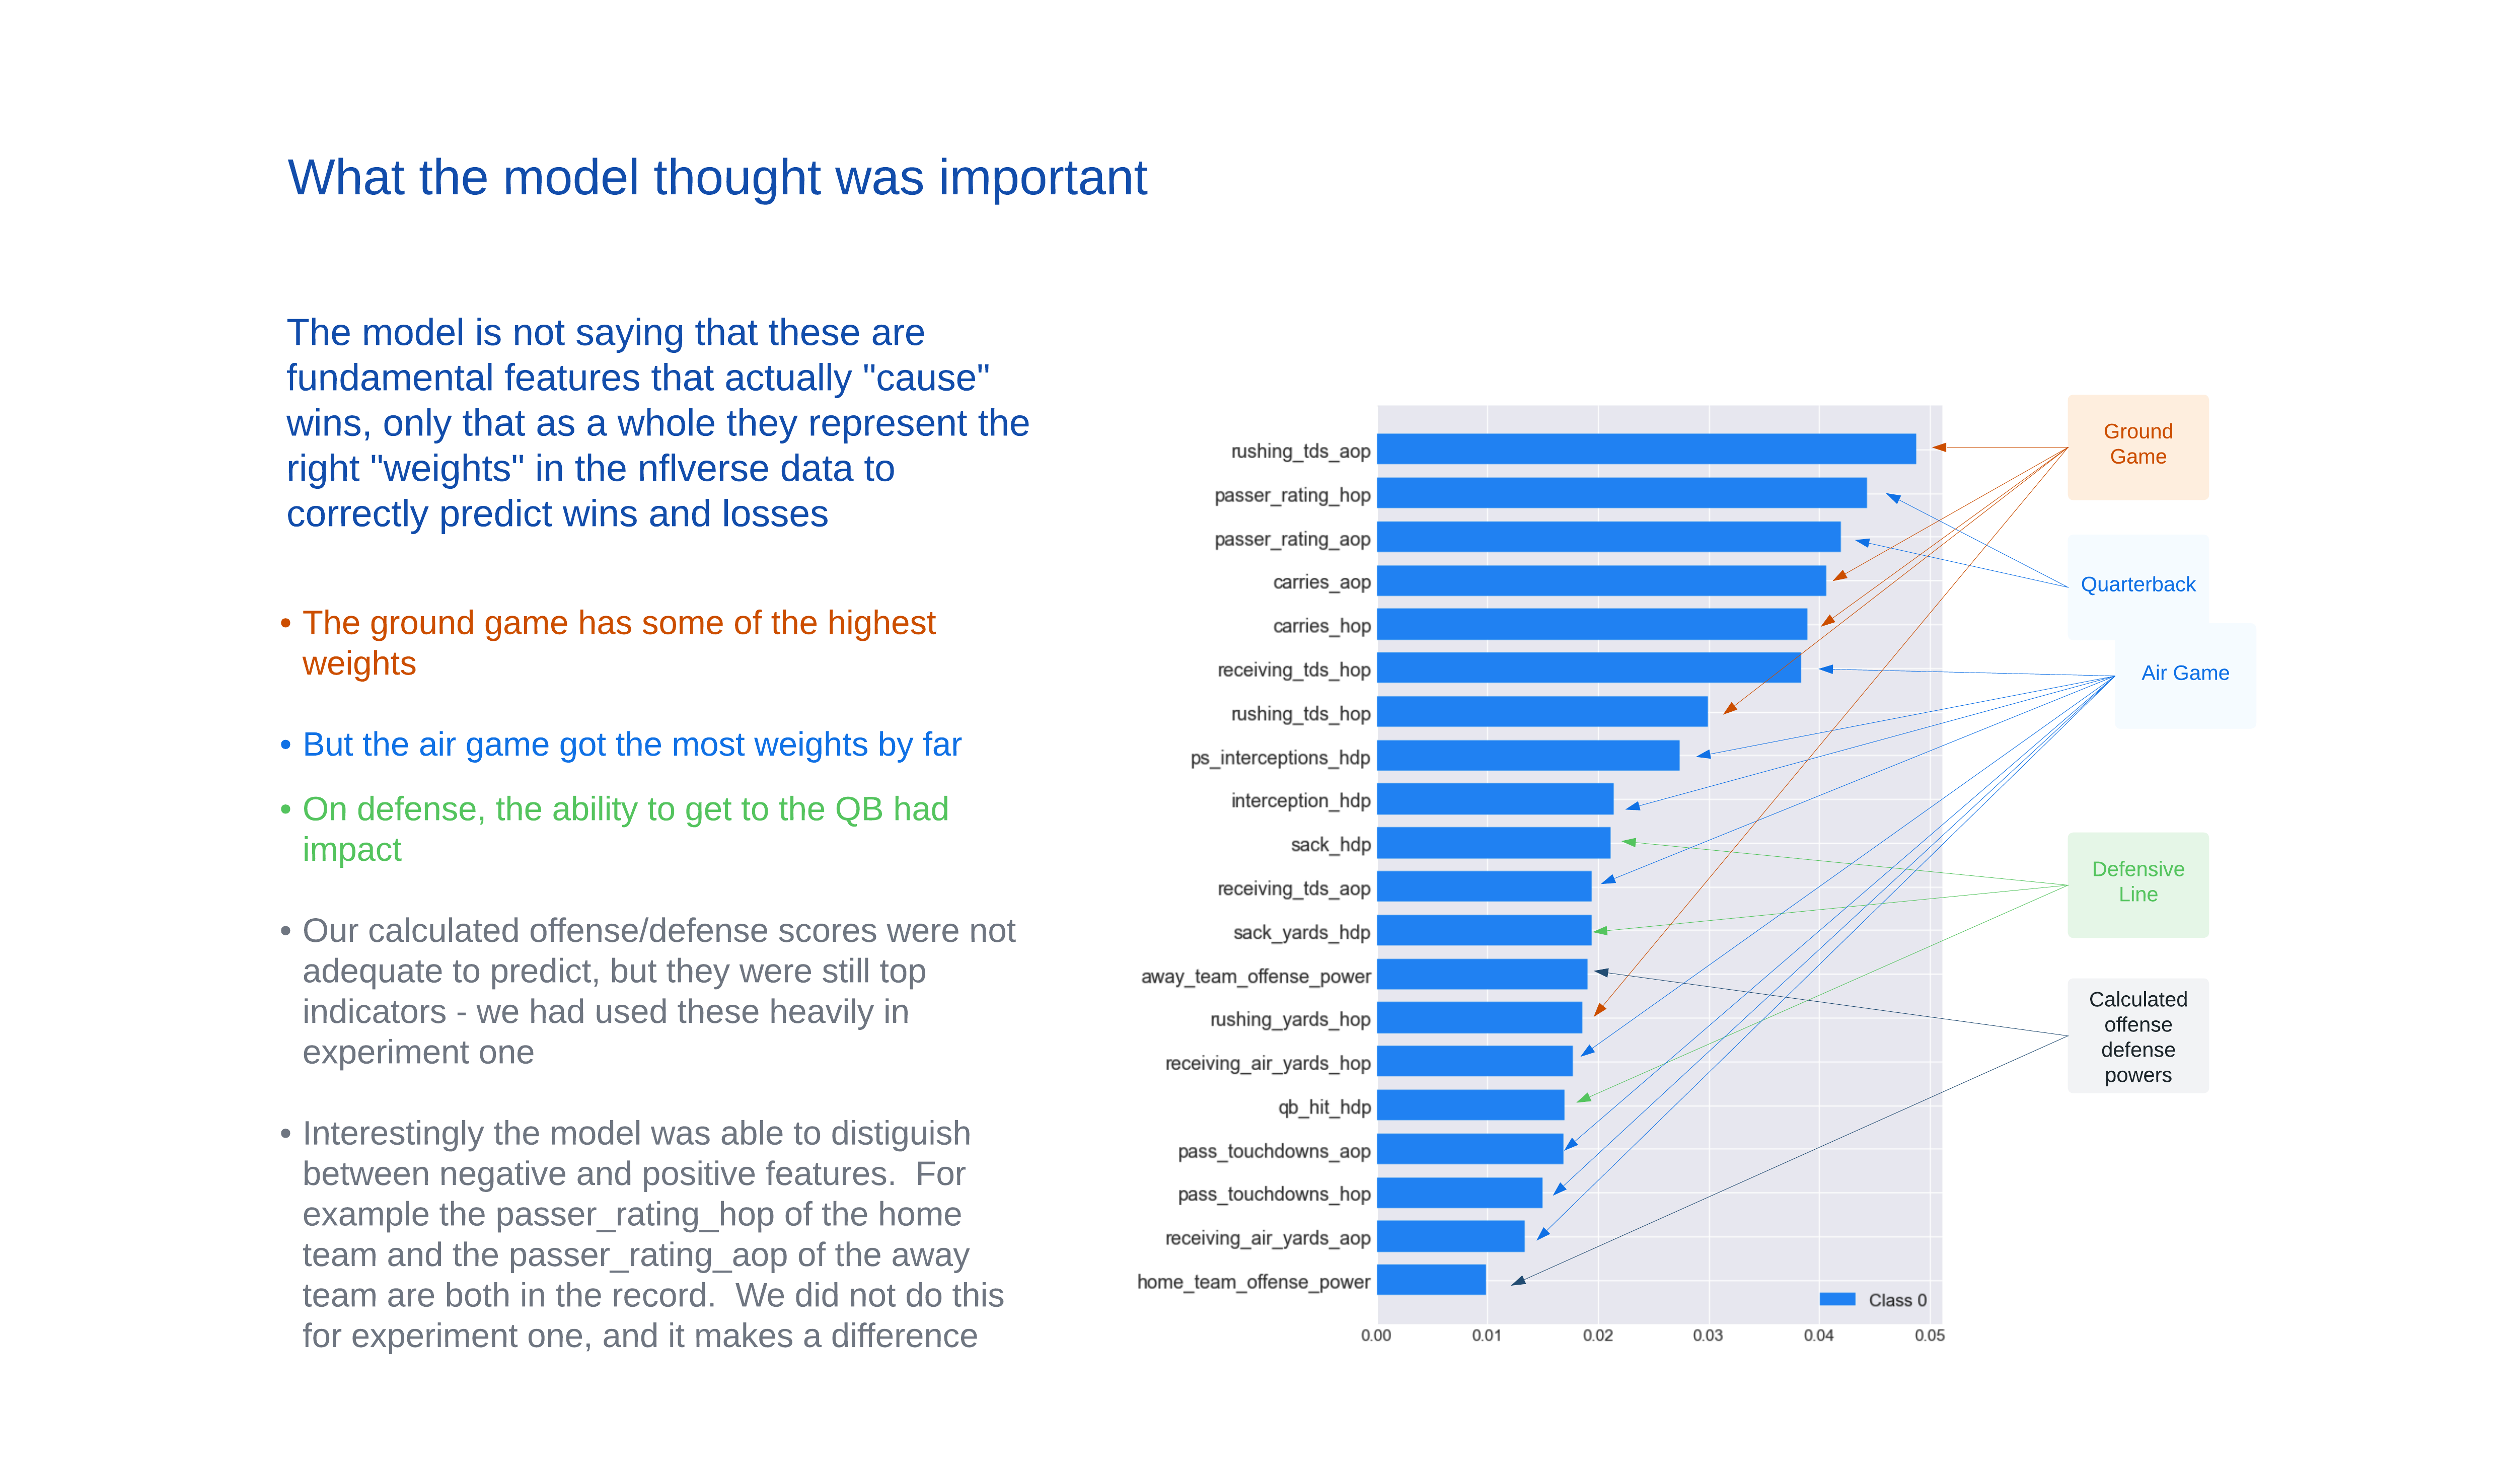 What the model thought was important
The model is not saying that these are
fundamental features that actually "cause"
wins, only that as a whole they represent the
right "weights" in the nflverse data to
correctly predict wins and losses
• The ground game has some of the highest
weights
• But the air game got the most weights by far
• On defense, the ability to get to the QB had
impact
• Our calculated offense/defense scores were not
adequate to predict, but they were still top
indicators - we had used these heavily in
experiment one
• Interestingly the model was able to distiguish
between negative and positive features.  For
example the passer_rating_hop of the home
team and the passer_rating_aop of the away
team are both in the record.  We did not do this
for experiment one, and it makes a difference
rushing_tds_aop
passer_rating_hop
passer_rating_aop
carries_aop
carries_hop
receiving_tds_hop
rushing_tds_hop
ps_interceptions_hdp
interception_hdp
sack_hdp
receiving_tds_aop
sack_yards_hdp
away_team_offense_power
rushing_yards_hop
receiving_air_yards_hop
qb_hit_hdp
pass_touchdowns_aop
pass_touchdowns_hop
receiving_air_yards_aop
home_team_offense_power
Class 0
0.00 0.01 0.02 0.03 0.04 0.05
Ground
Game
Quarterback
Air Game
Defensive
Line
Calculated
offense
defense
powers